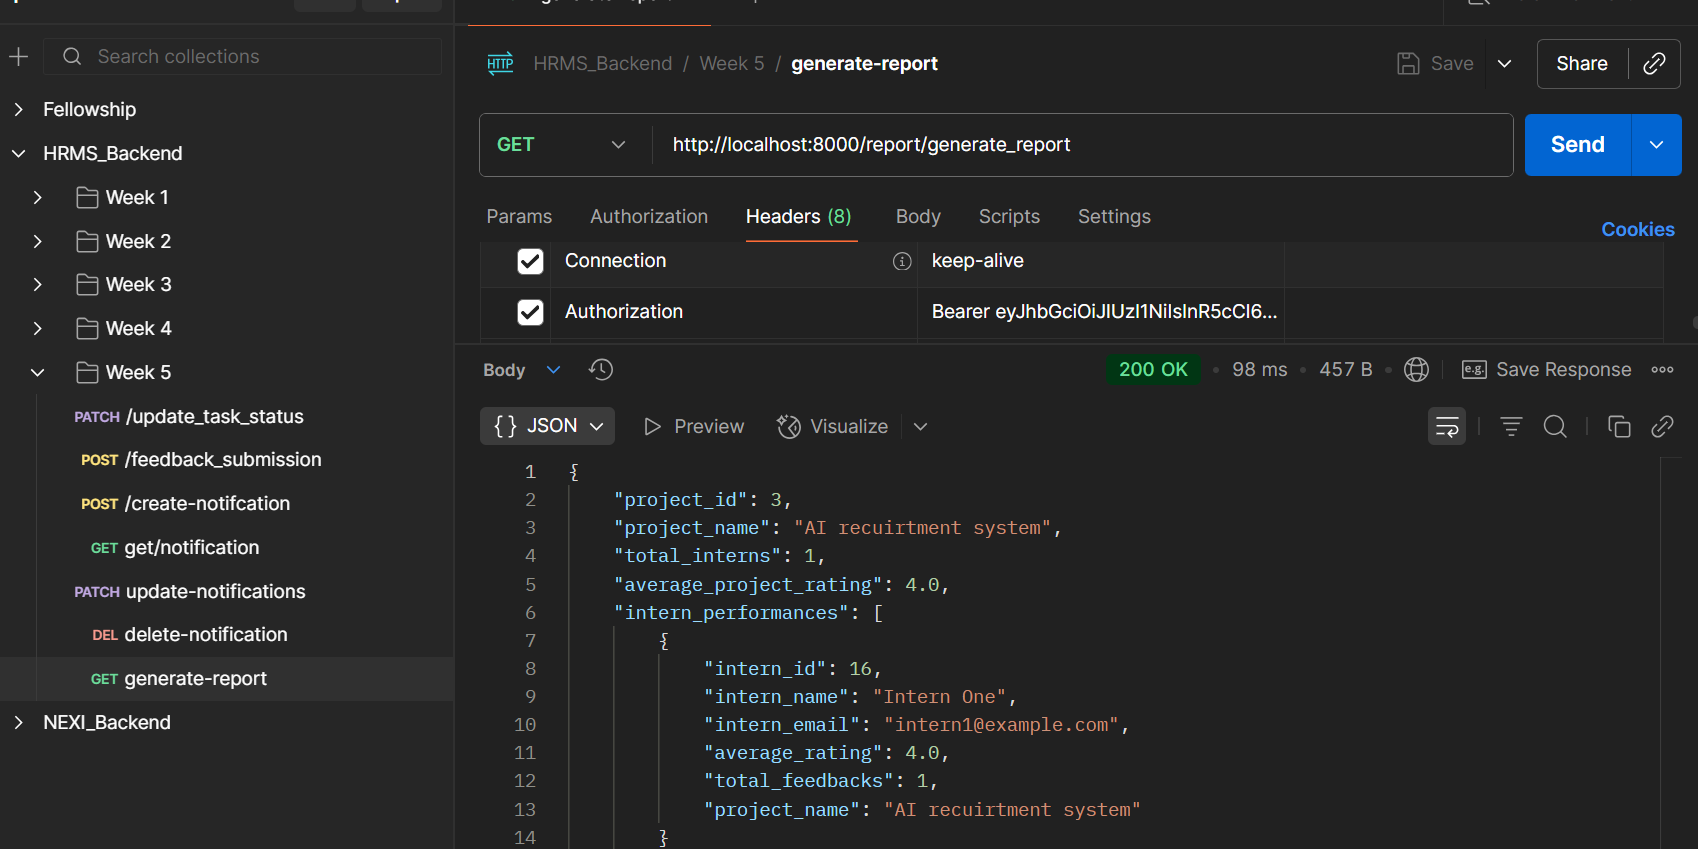 Search collections
Fellowship
HRMS_Backend
Week 1
Week 2
Week 3
Week 4
Week 5
PATCH /update_task_status
POST /feedback_submission
POST /create-notifcation
GET get/notification
PATCH update-notifications
DEL delete-notification
GET generate-report
NEXI_Backend
HTTP HRMS_Backend / Week 5 / generate-report
Save
Share
GET http://localhost:8000/report/generate_report
Send
Params Authorization Headers (8) Body Scripts Settings
Cookies
Connection keep-alive
Authorization Bearer eyJhbGciOiJIUzI1NiIsInR5cCI6...
Body 200 OK • 98 ms • 457 B • e.g. Save Response
{} JSON Preview Visualize
1 {
2 "project_id": 3,
3 "project_name": "AI recuirtment system",
4 "total_interns": 1,
5 "average_project_rating": 4.0,
6 "intern_performances": [
7 {
8 "intern_id": 16,
9 "intern_name": "Intern One",
10 "intern_email": "intern1@example.com",
11 "average_rating": 4.0,
12 "total_feedbacks": 1,
13 "project_name": "AI recuirtment system"
14 }